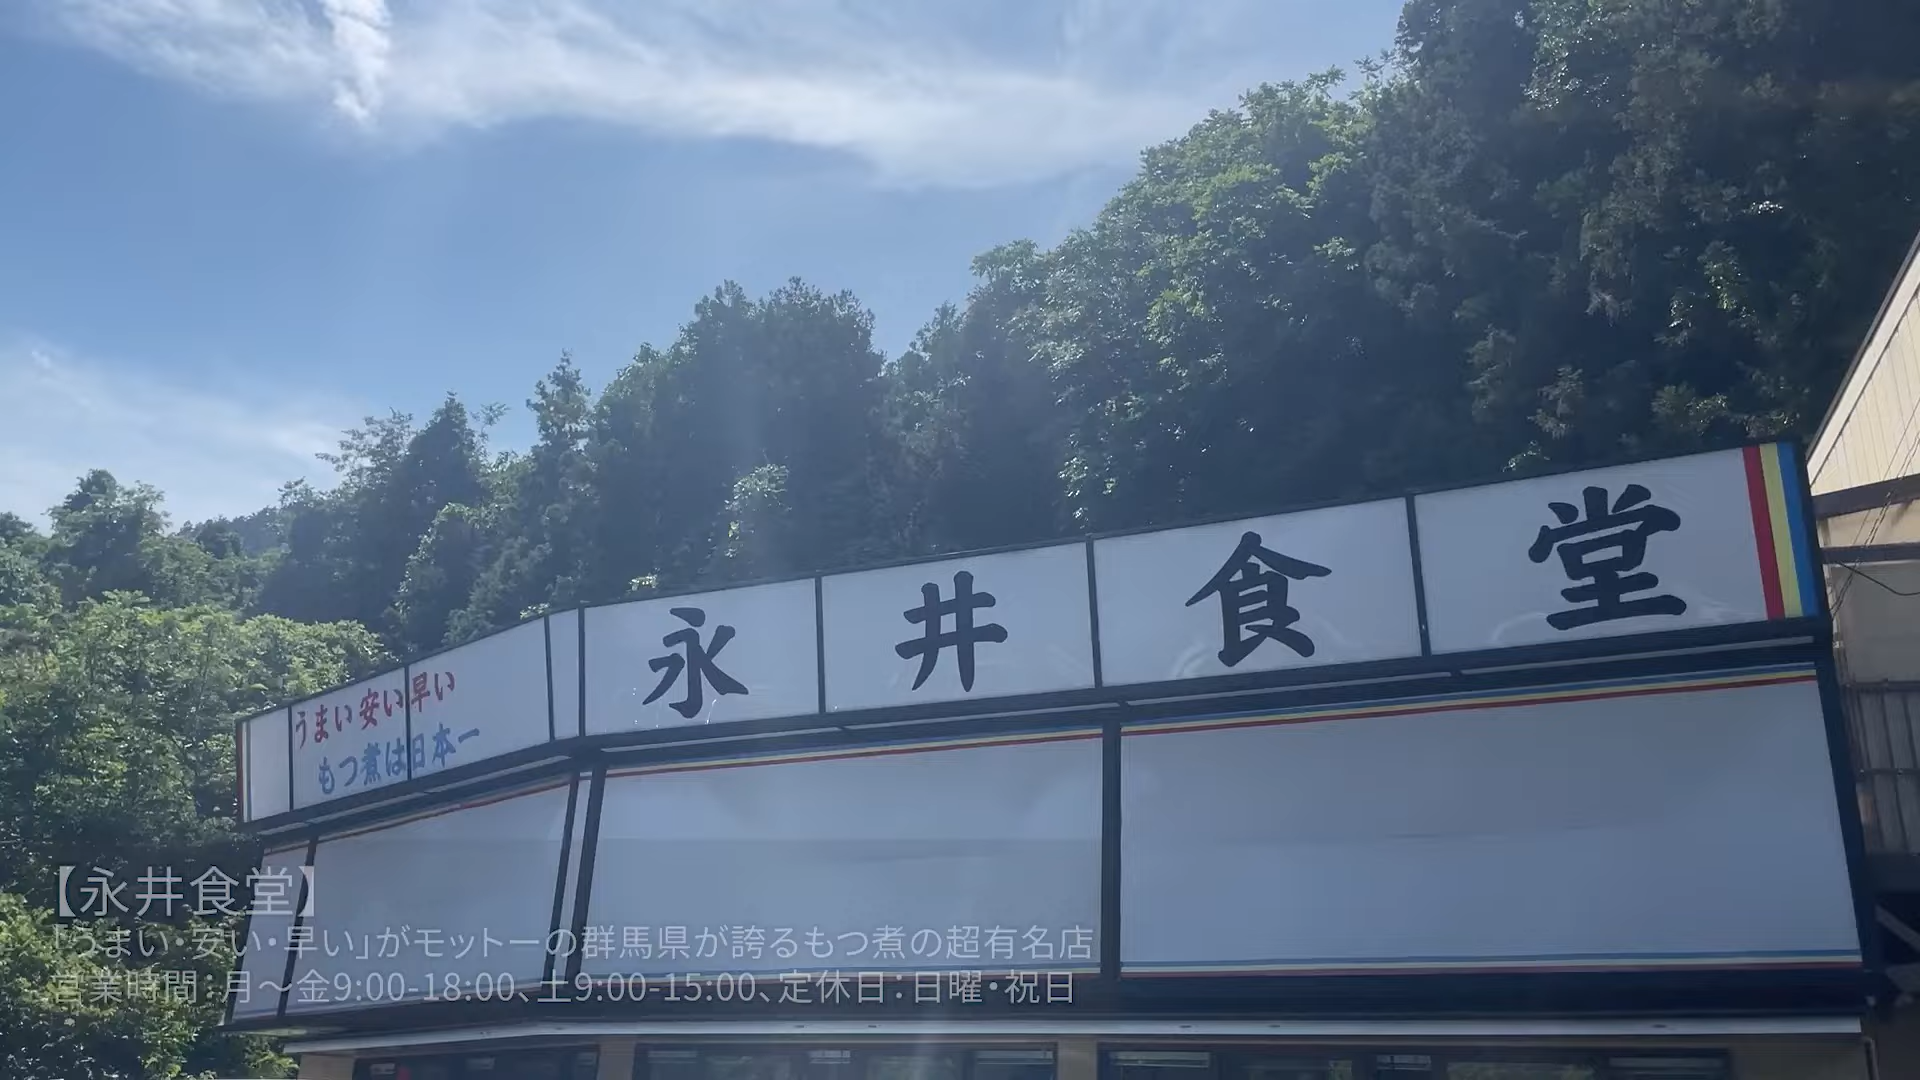 永井食堂
うまい安い早い
もつ煮は日本一
【永井食堂】
「うまい・安い・早い」がモットーの群馬県が誇るもつ煮の超有名店
営業時間：月～金9:00-18:00、土9:00-15:00、定休日：日曜・祝日